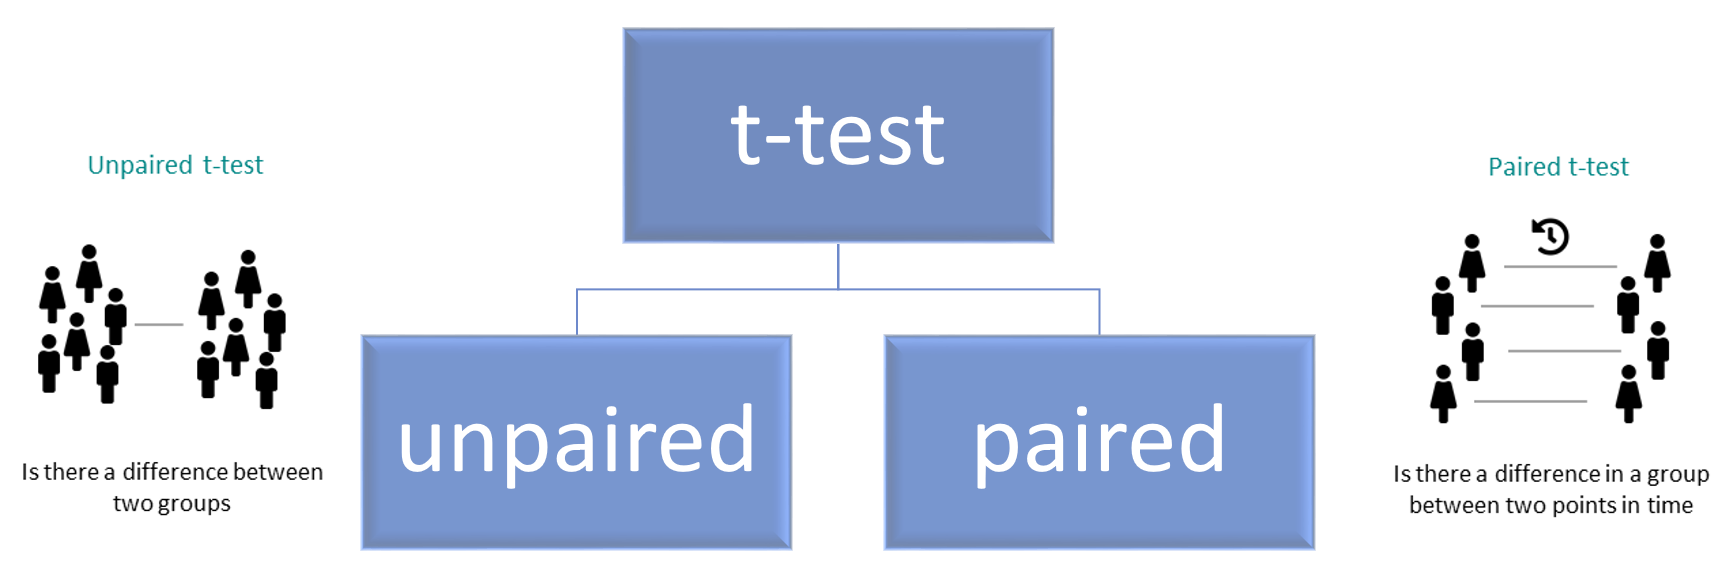 t-test
Unpaired t-test
Paired t-test
unpaired
paired
Is there a difference between
two groups
Is there a difference in a group
between two points in time